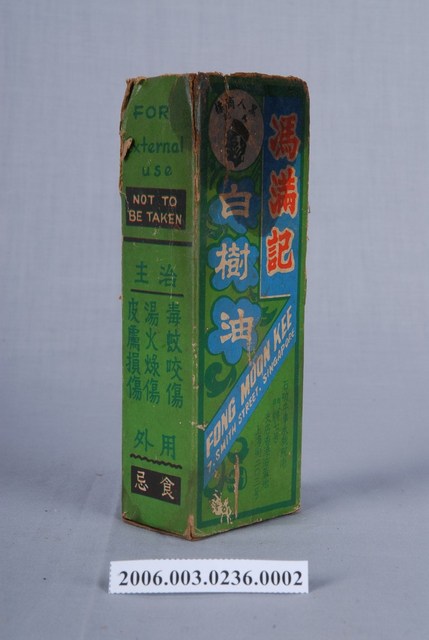 FOR
External
use
NOT TO
BE TAKEN
主治
毒蚊咬傷
湯火燙傷
皮膚損傷
外用
忌食
馮滿記
白樹油
FONG MOON KEE
7. SMITH STREET. SINGAPORE
2006.003.0236.0002